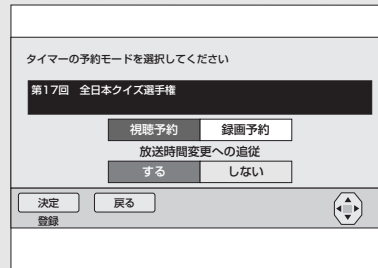 タイマーの予約モードを選択してください
第17回　全日本クイズ選手権
視聴予約　録画予約
放送時間変更への追従
する　しない
決定　戻る
登録